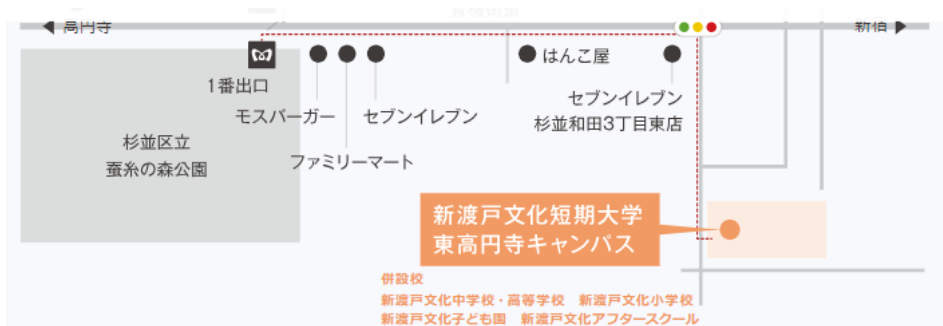 高円寺
新宿
1番出口
はんこ屋
モスバーガー
セブンイレブン
セブンイレブン
杉並和田3丁目東店
杉並区立
蚕糸の森公園
ファミリーマート
新渡戸文化短期大学
東高円寺キャンパス
併設校
新渡戸文化中学校・高等学校 新渡戸文化小学校
新渡戸文化子ども園 新渡戸文化アフタースクール